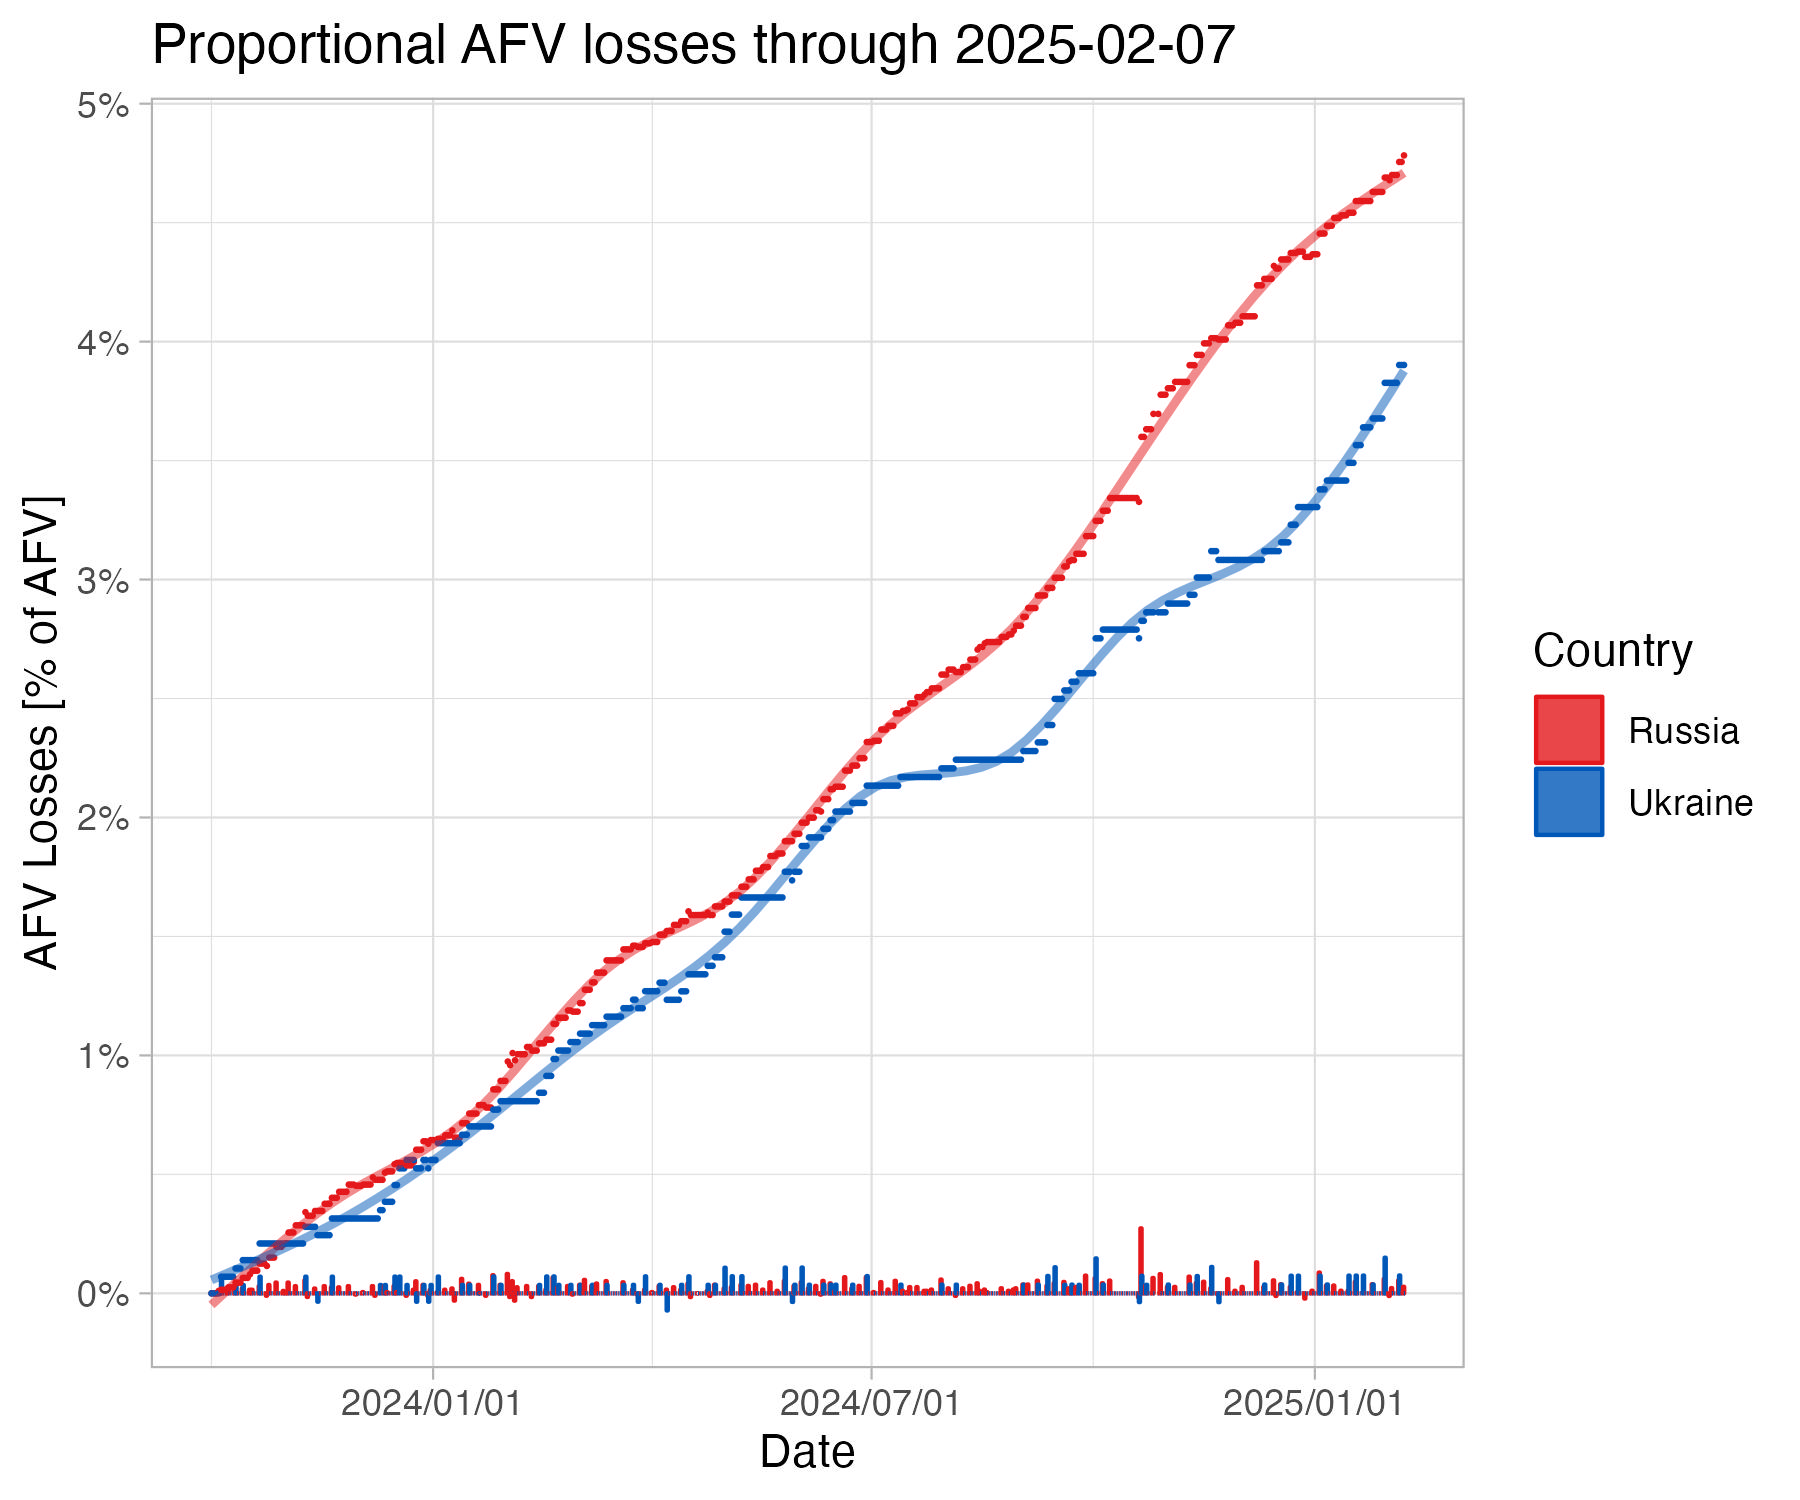 Proportional AFV losses through 2025-02-07
AFV Losses [% of AFV]
5%
4%
3%
2%
1%
0%
2024/01/01
2024/07/01
2025/01/01
Date
Country
Russia
Ukraine